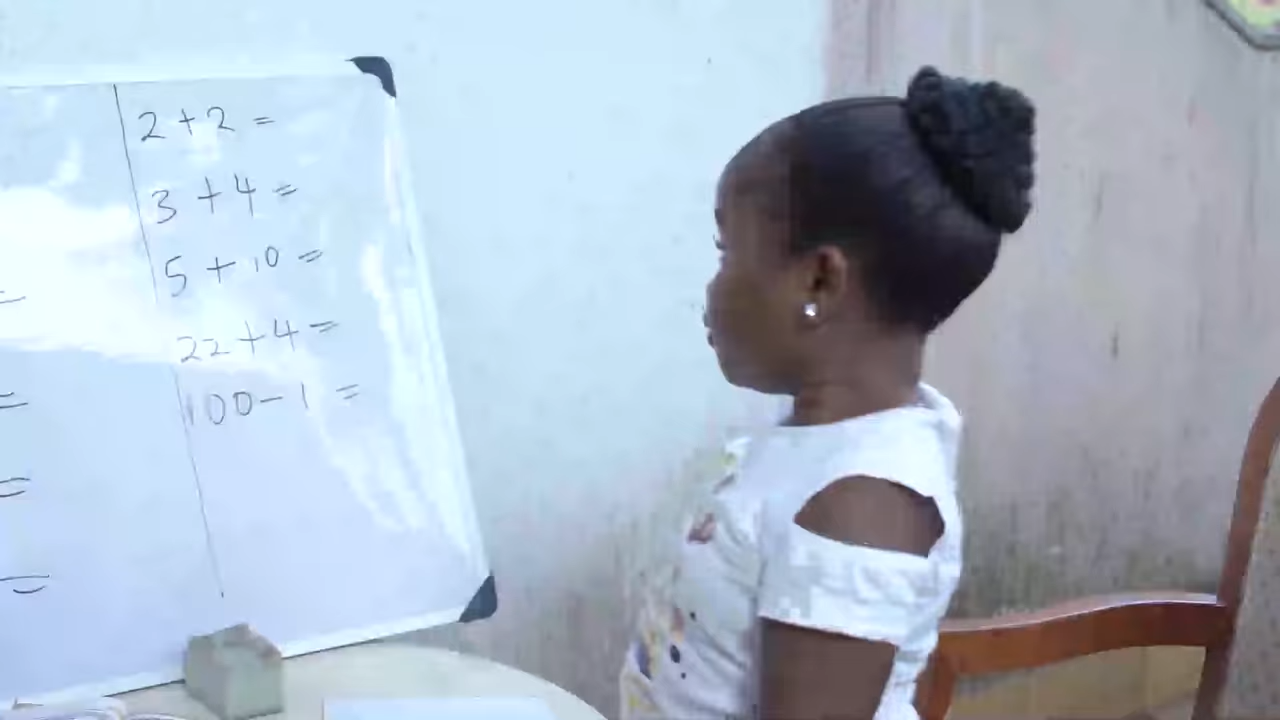 2 + 2 =
3 + 4 =
5 + 10 =
22 + 4 =
100 - 1 =
=
=
=
=